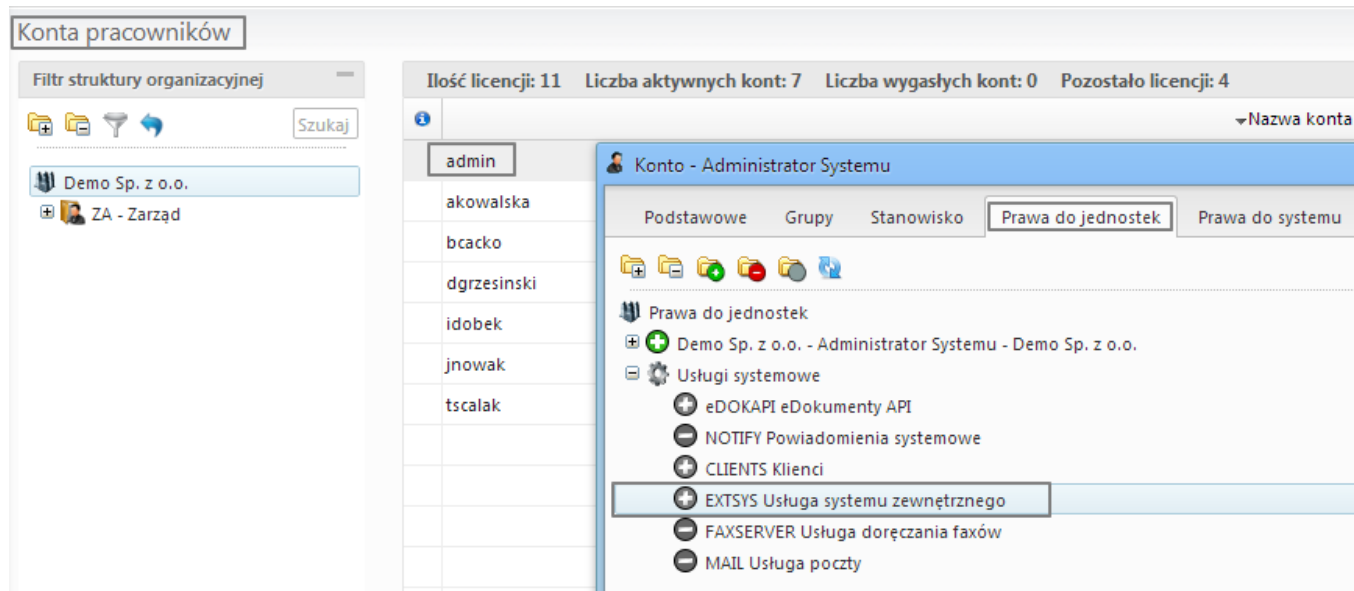 Konta pracowników
Filtr struktury organizacyjnej
Szukaj
Demo Sp. z o.o.
ZA - Zarząd
Ilość licencji: 11 Liczba aktywnych kont: 7 Liczba wygasłych kont: 0 Pozostało licencji: 4
Nazwa konta
admin
akowalska
bcacko
dgrzesinski
idobek
jnowak
tscalak
Konto - Administrator Systemu
Podstawowe Grupy Stanowisko Prawa do jednostek Prawa do systemu
Prawa do jednostek
Demo Sp. z o.o. - Administrator Systemu - Demo Sp. z o.o.
Usługi systemowe
eDOKAPI eDokumenty API
NOTIFY Powiadomienia systemowe
CLIENTS Klienci
EXTSYS Usługa systemu zewnętrznego
FAXSERVER Usługa doręczania faxów
MAIL Usługa poczty